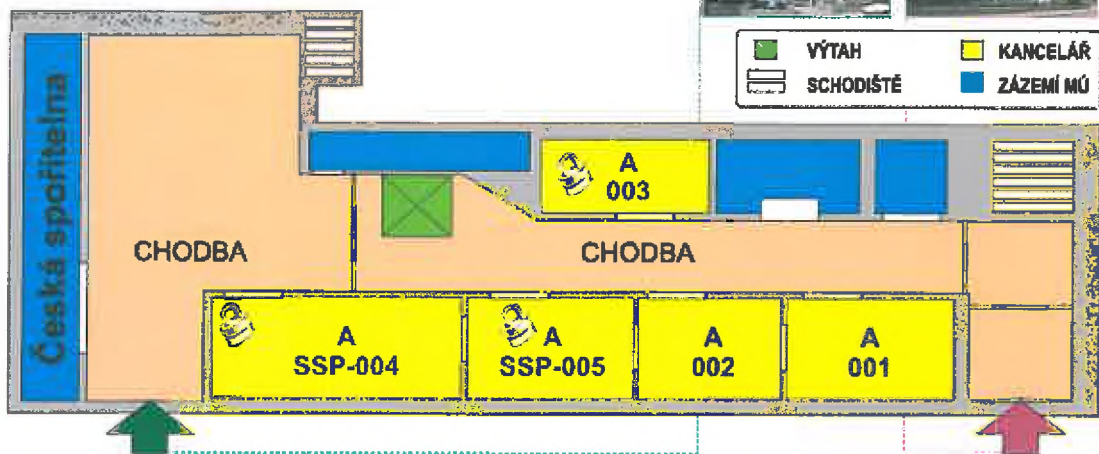 VÝTAH
KANCELÁŘ
SCHODIŠTĚ
ZÁZEMÍ MÚ
Česká spořitelna
A
003
CHODBA
CHODBA
A
SSP-004
A
SSP-005
A
002
A
001